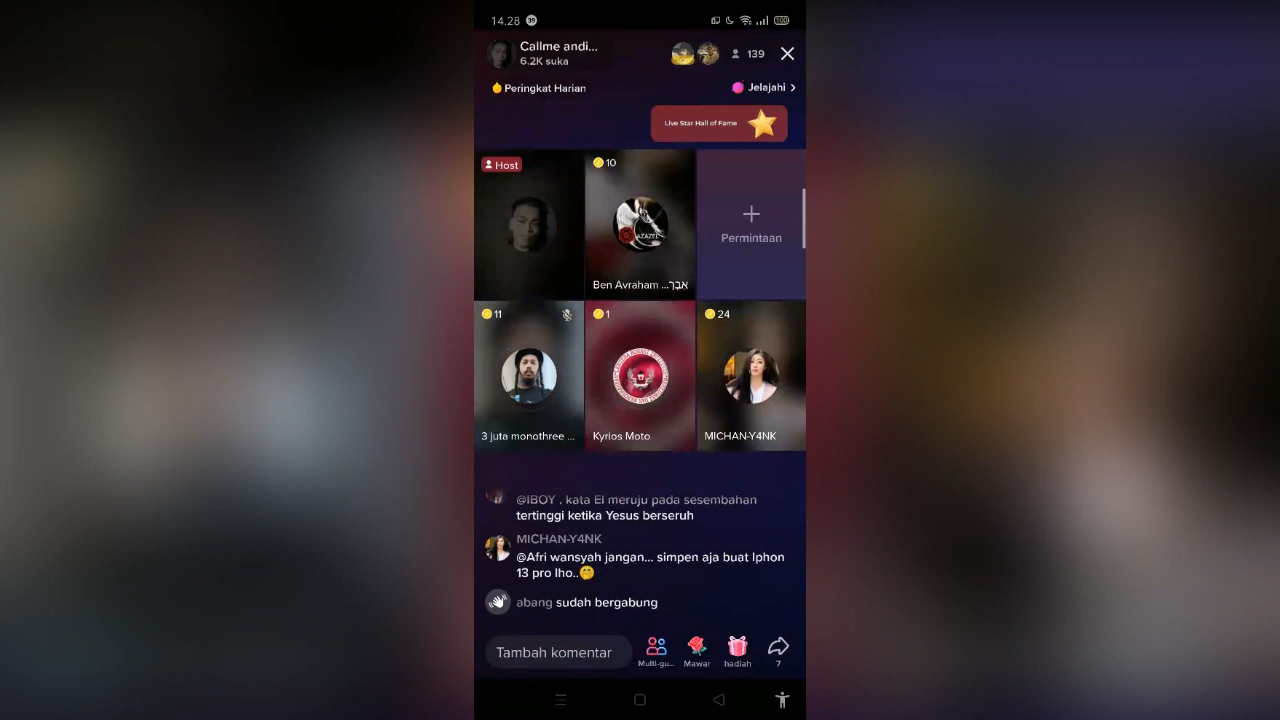 14.28
Callme andi...
6.2K suka
139
Peringkat Harian
Jelajahi
Live Star Hall of Fame
Host
10
AZAZEL
Ben Avraham ...אִבְרָ
Permintaan
11
3 juta monothree ...
1
Kyrios Moto
24
MICHAN-Y4NK
@IBOY . kata El meruju pada sesembahan
tertinggi ketika Yesus berseruh
MICHAN-Y4NK
@Afri wansyah jangan... simpen aja buat Iphon
13 pro lho..🤭
abang sudah bergabung
Tambah komentar
Multi-gu...
Mawar
hadiah
7